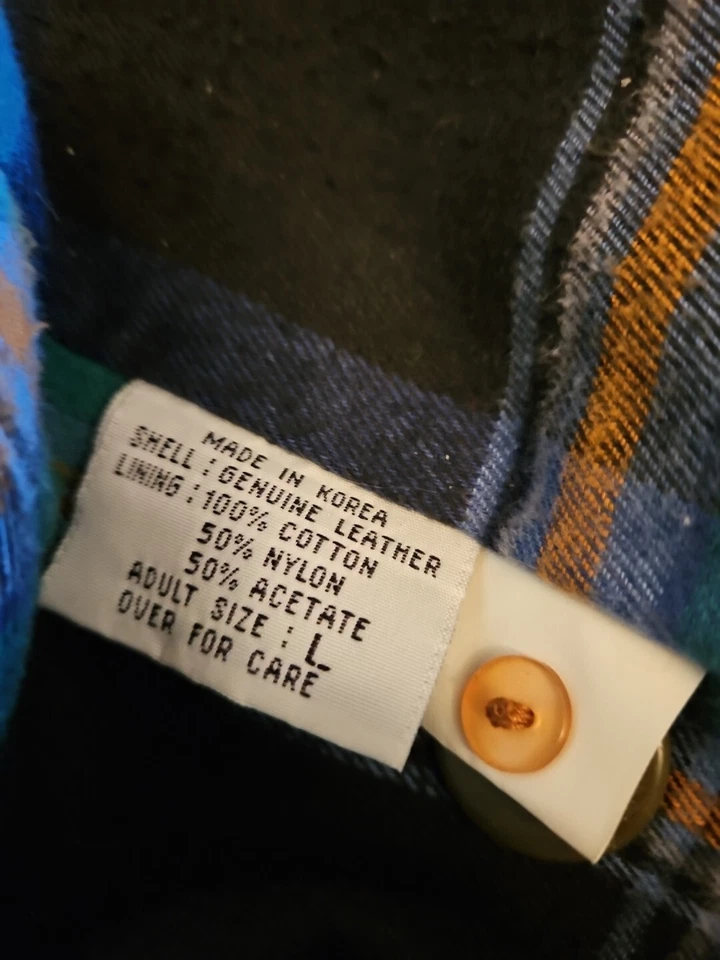 MADE IN KOREA
SHELL : GENUINE LEATHER
LINING : 100% COTTON
50% NYLON
50% ACETATE
ADULT SIZE : L
OVER FOR CARE